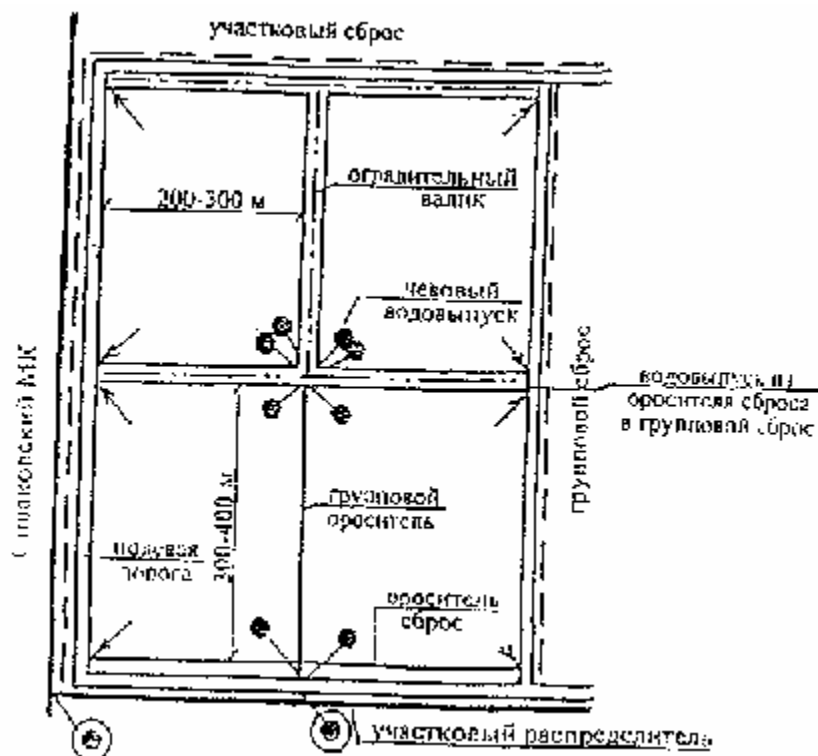 участковый сброс
оградительный
валик
200-300 м
чековый
водовыпуск
водовыпуск из
оросителя сброса
в групповой сброс
групповой сброс
МК
групповой
ороситель
300-400 м
полевая
дорога
ороситель
сброс
участковый распределитель